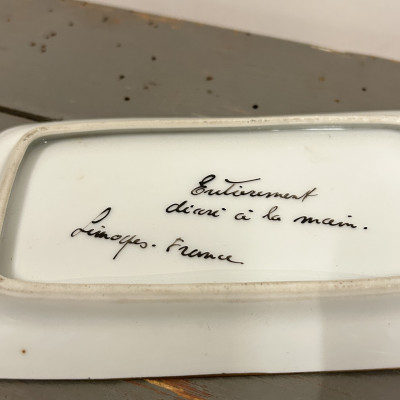 Entièrement
décoré à la main.
Limoges - France